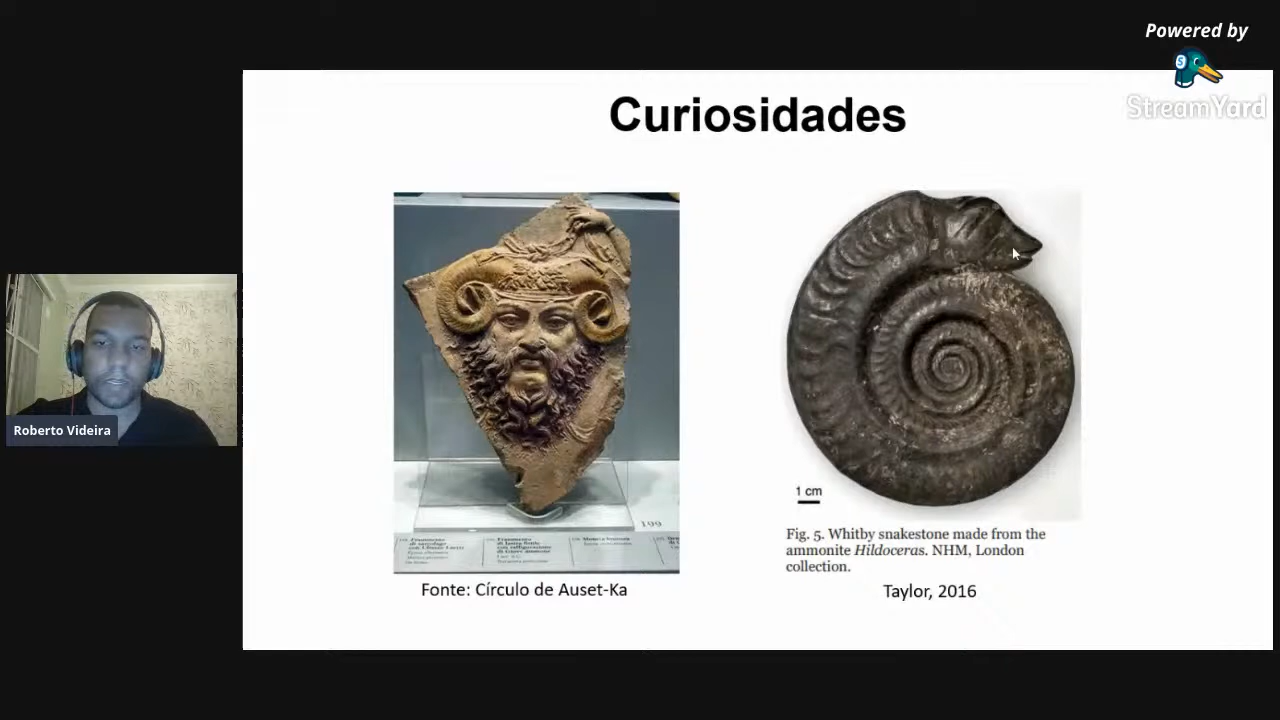 Powered by
StreamYard
Curiosidades
Roberto Videira
199
1 cm
Fig. 5. Whitby snakestone made from the
ammonite Hildoceras. NHM, London
collection.
Fonte: Círculo de Auset-Ka
Taylor, 2016